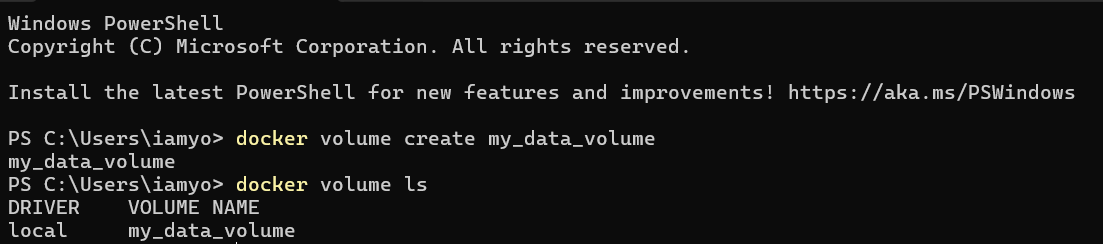 Windows PowerShell
Copyright (C) Microsoft Corporation. All rights reserved.
Install the latest PowerShell for new features and improvements! https://aka.ms/PSWindows
PS C:\Users\iamyo> docker volume create my_data_volume
my_data_volume
PS C:\Users\iamyo> docker volume ls
DRIVER    VOLUME NAME
local     my_data_volume